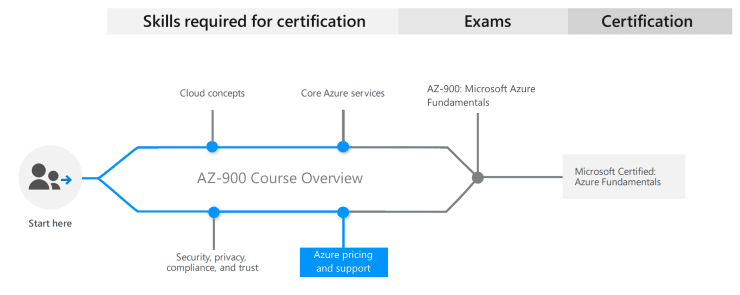 Skills required for certification
Exams
Certification
Cloud concepts
Core Azure services
AZ-900: Microsoft Azure
Fundamentals
AZ-900 Course Overview
Microsoft Certified:
Azure Fundamentals
Start here
Security, privacy,
compliance, and trust
Azure pricing
and support